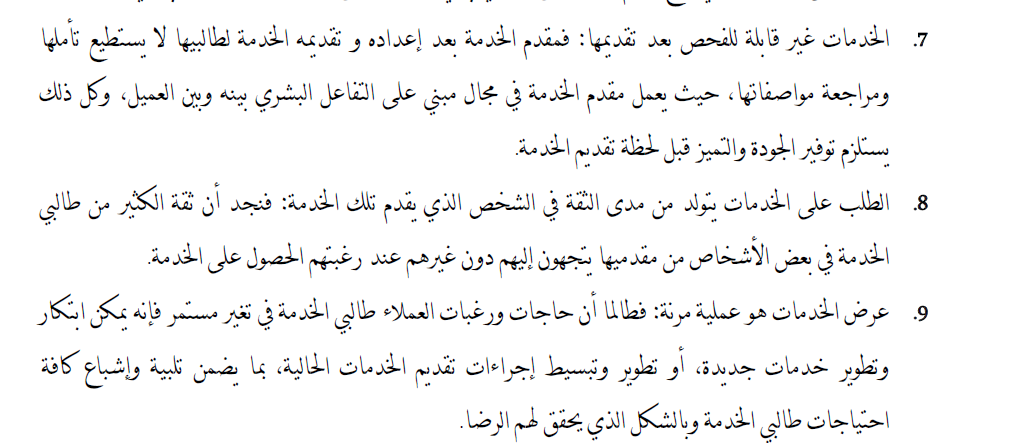 7. الخدمات غير قابلة للفحص بعد تقديمها: فمقدم الخدمة بعد إعداده و تقديمه الخدمة لطالبيها لا يستطيع تأملها
ومراجعة مواصفاتها، حيث يعمل مقدم الخدمة في مجال مبني على التفاعل البشري بينه وبين العميل، وكل ذلك
يستلزم توفير الجودة والتميز قبل لحظة تقديم الخدمة.
8. الطلب على الخدمات يتولد من مدى الثقة في الشخص الذي يقدم تلك الخدمة: فنجد أن ثقة الكثير من طالبي
الخدمة في بعض الأشخاص من مقدميها يتجهون إليهم دون غيرهم عند رغبتهم الحصول على الخدمة.
9. عرض الخدمات هو عملية مرنة: فطالما أن حاجات ورغبات العملاء طالبي الخدمة في تغير مستمر فإنه يمكن ابتكار
وتطوير خدمات جديدة، أو تطوير وتبسيط إجراءات تقديم الخدمات الحالية، بما يضمن تلبية وإشباع كافة
احتياجات طالبي الخدمة وبالشكل الذي يحقق لهم الرضا.